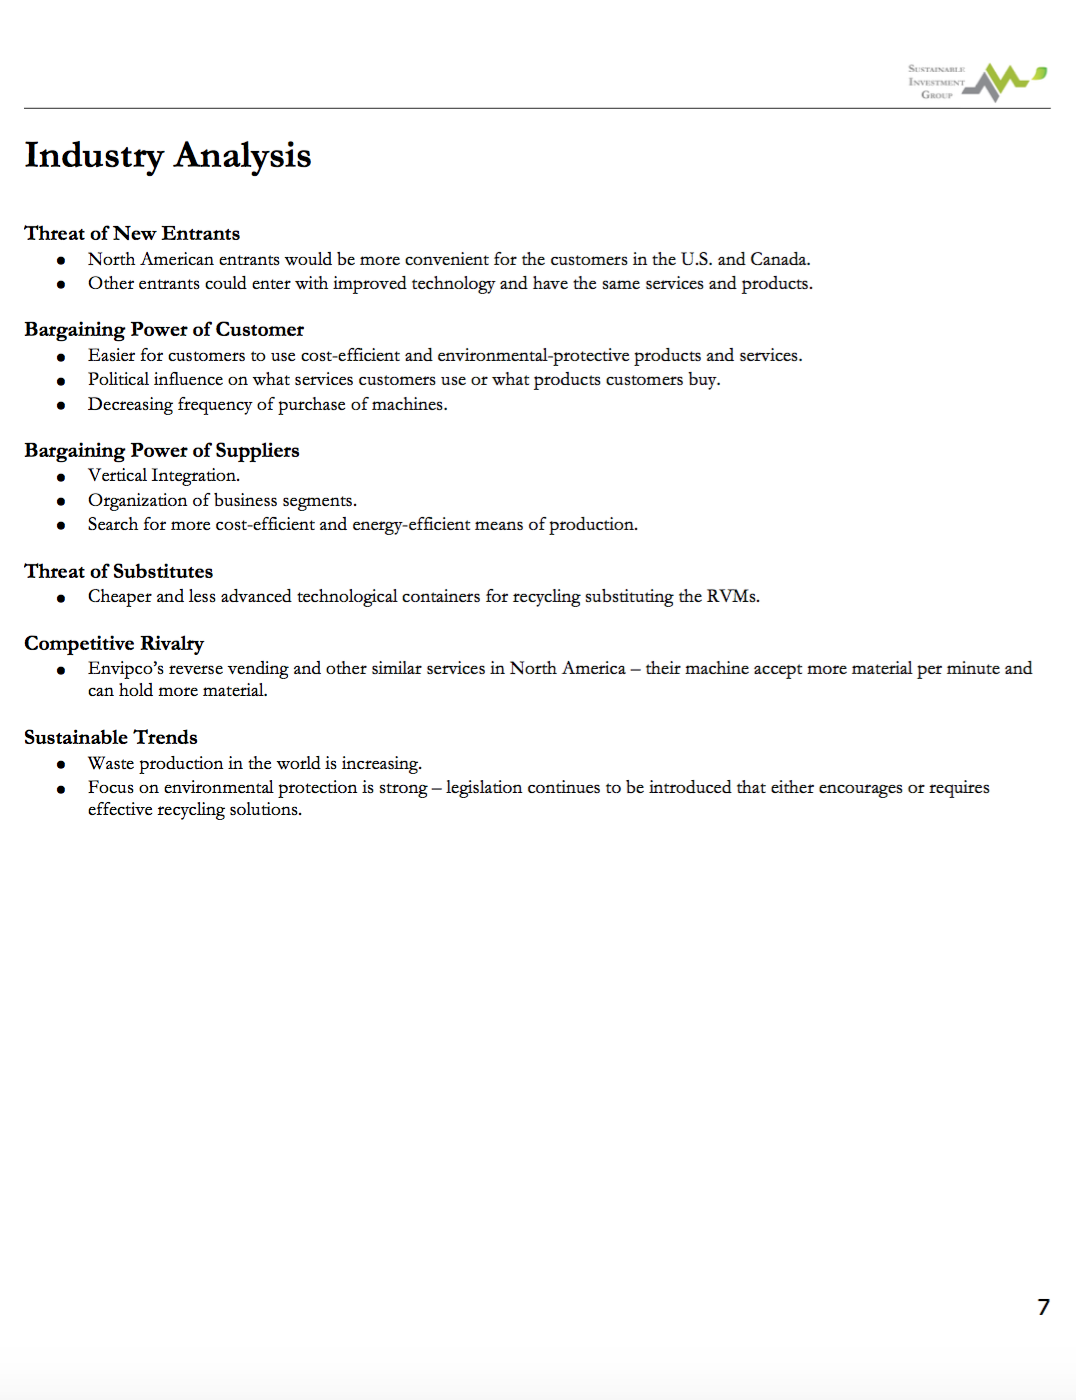 SUSTAINABLE
INVESTMENT
GROUP
Industry Analysis
Threat of New Entrants
● North American entrants would be more convenient for the customers in the U.S. and Canada.
● Other entrants could enter with improved technology and have the same services and products.
Bargaining Power of Customer
● Easier for customers to use cost-efficient and environmental-protective products and services.
● Political influence on what services customers use or what products customers buy.
● Decreasing frequency of purchase of machines.
Bargaining Power of Suppliers
● Vertical Integration.
● Organization of business segments.
● Search for more cost-efficient and energy-efficient means of production.
Threat of Substitutes
● Cheaper and less advanced technological containers for recycling substituting the RVMs.
Competitive Rivalry
● Envipco’s reverse vending and other similar services in North America – their machine accept more material per minute and
can hold more material.
Sustainable Trends
● Waste production in the world is increasing.
● Focus on environmental protection is strong – legislation continues to be introduced that either encourages or requires
effective recycling solutions.
7